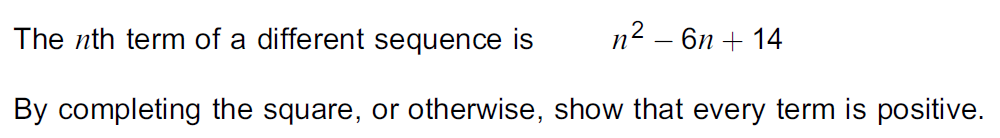 The nth term of a different sequence is n² – 6n + 14
By completing the square, or otherwise, show that every term is positive.